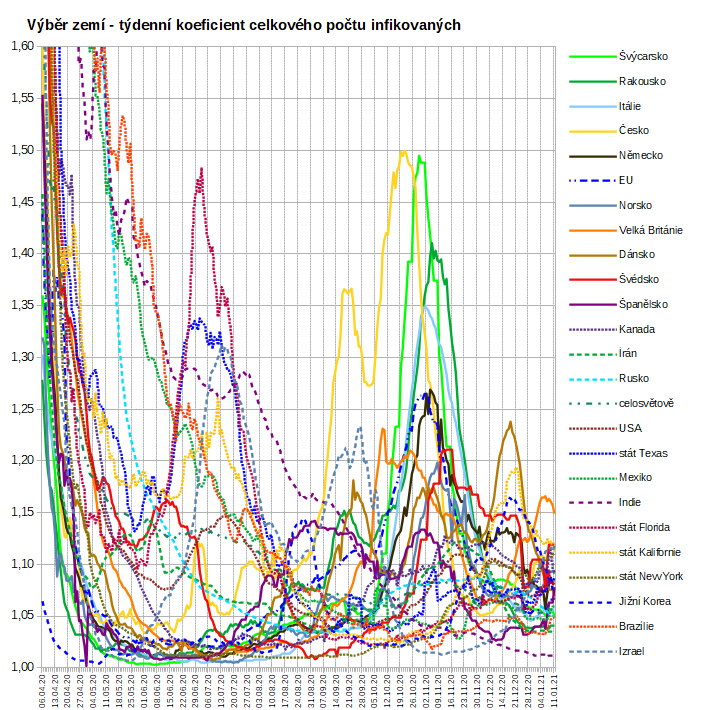 Výběr zemí - týdenní koeficient celkového počtu infikovaných
1,60
1,55
1,50
1,45
1,40
1,35
1,30
1,25
1,20
1,15
1,10
1,05
1,00
06.04.20
13.04.20
20.04.20
27.04.20
04.05.20
11.05.20
18.05.20
25.05.20
01.06.20
08.06.20
15.06.20
22.06.20
29.06.20
06.07.20
13.07.20
20.07.20
27.07.20
03.08.20
10.08.20
17.08.20
24.08.20
31.08.20
07.09.20
14.09.20
21.09.20
28.09.20
05.10.20
12.10.20
19.10.20
26.10.20
02.11.20
09.11.20
16.11.20
23.11.20
30.11.20
07.12.20
14.12.20
21.12.20
28.12.20
04.01.21
11.01.21
Švýcarsko
Rakousko
Itálie
Česko
Německo
EU
Norsko
Velká Británie
Dánsko
Švédsko
Španělsko
Kanada
Írán
Rusko
celosvětově
USA
stát Texas
Mexiko
Indie
stát Florida
stát Kalifornie
stát NewYork
Jižní Korea
Brazílie
Izrael